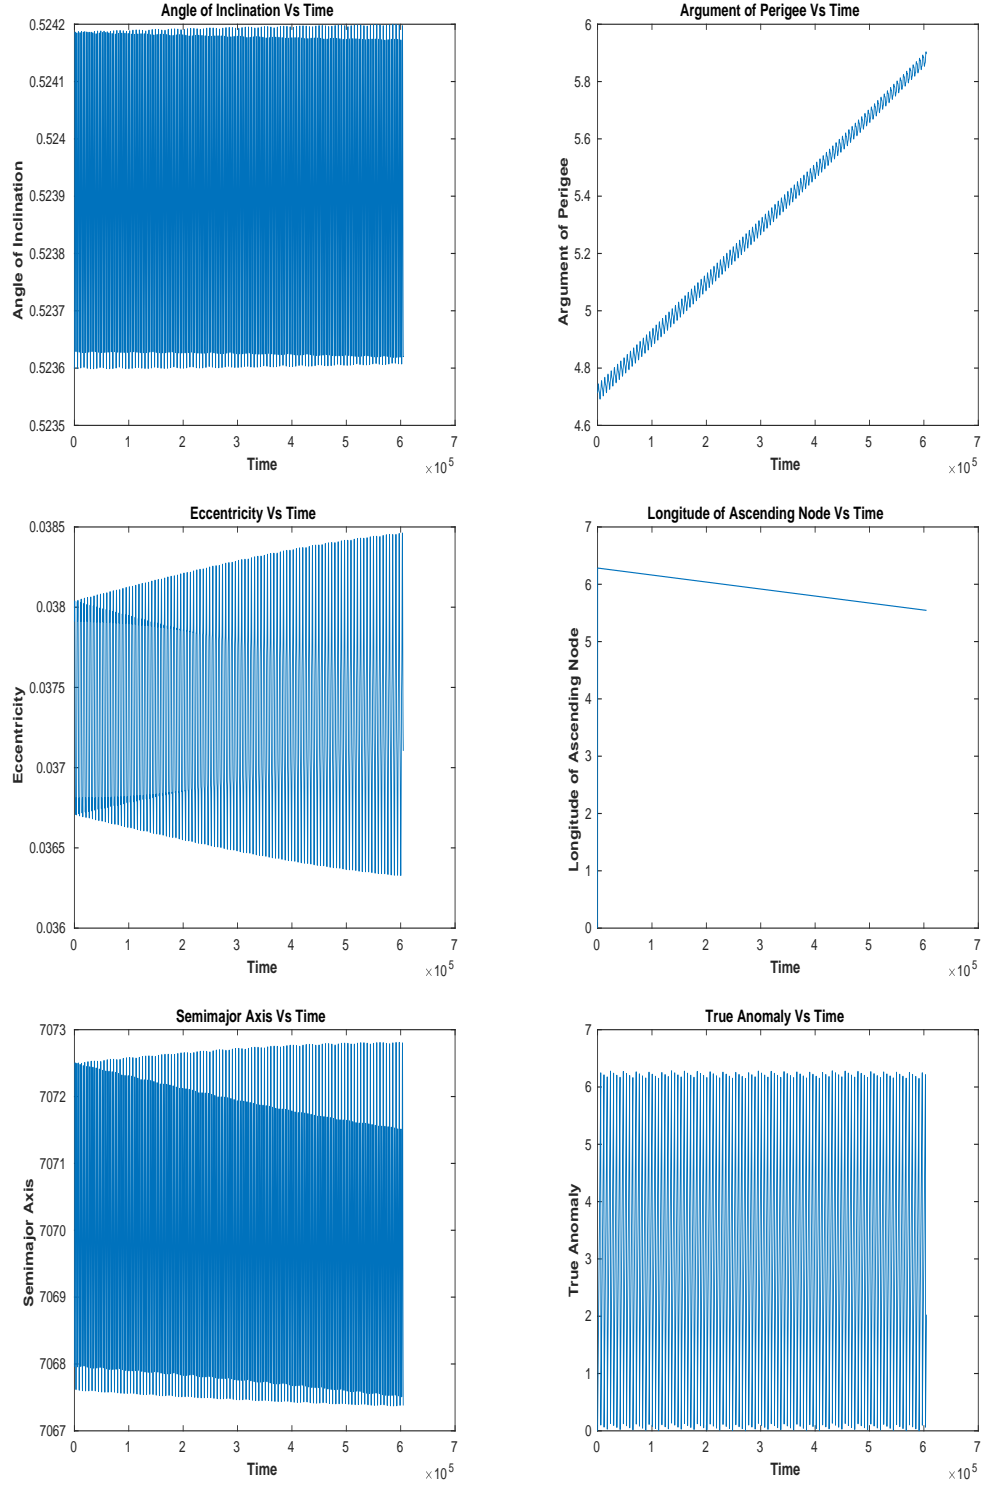 Angle of Inclination Vs Time
0.5242
0.5241
0.524
0.5239
0.5238
0.5237
0.5236
0.5235
Angle of Inclination
0 1 2 3 4 5 6 7
Time
×10 5
Argument of Perigee Vs Time
6
5.8
5.6
5.4
5.2
5
4.8
4.6
Argument of Perigee
0 1 2 3 4 5 6 7
Time
×10 5
Eccentricity Vs Time
0.0385
0.038
0.0375
0.037
0.0365
0.036
Eccentricity
0 1 2 3 4 5 6 7
Time
×10 5
Longitude of Ascending Node Vs Time
7
6
5
4
3
2
1
0
Longitude of Ascending Node
0 1 2 3 4 5 6 7
Time
×10 5
Semimajor Axis Vs Time
7073
7072
7071
7070
7069
7068
7067
Semimajor Axis
0 1 2 3 4 5 6 7
Time
×10 5
True Anomaly Vs Time
7
6
5
4
3
2
1
0
True Anomaly
0 1 2 3 4 5 6 7
Time
×10 5